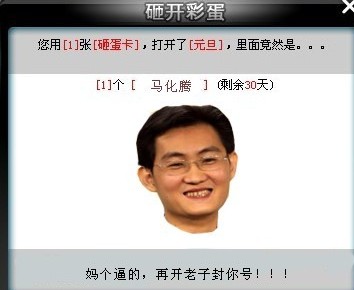 砸开彩蛋
您用[1]张[砸蛋卡]，打开了[元旦]，里面竟然是。。。
[1]个 [ 马化腾 ] (剩余30天)
妈个逼的，再开老子封你号！！！